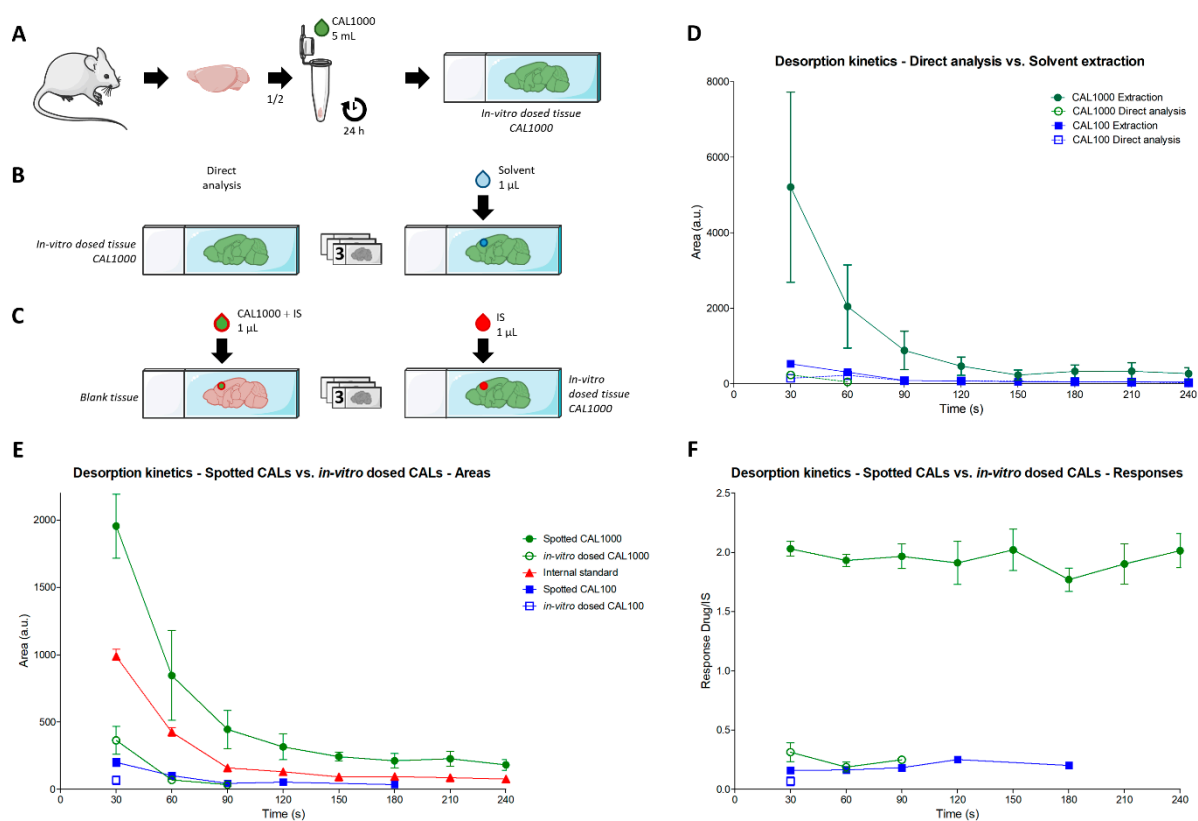 A
CAL1000
5 mL
1/2
24 h
In-vitro dosed tissue
CAL1000
B
Direct
analysis
Solvent
1 µL
In-vitro dosed tissue
CAL1000
3
C
CAL1000 + IS
1 µL
IS
1 µL
Blank tissue
3
In-vitro
dosed tissue
CAL1000
D
Desorption kinetics - Direct analysis vs. Solvent extraction
CAL1000 Extraction
CAL1000 Direct analysis
CAL100 Extraction
CAL100 Direct analysis
Area (a.u.)
8000
6000
4000
2000
0
0 30 60 90 120 150 180 210 240
Time (s)
E
Desorption kinetics - Spotted CALs vs. in-vitro dosed CALs - Areas
Spotted CAL1000
in-vitro dosed CAL1000
Internal standard
Spotted CAL100
in-vitro dosed CAL100
Area (a.u.)
2000
1500
1000
500
0
0 30 60 90 120 150 180 210 240
Time (s)
F
Desorption kinetics - Spotted CALs vs. in-vitro dosed CALs - Responses
Response Drug/IS
2.5
2.0
1.5
1.0
0.5
0.0
0 30 60 90 120 150 180 210 240
Time (s)